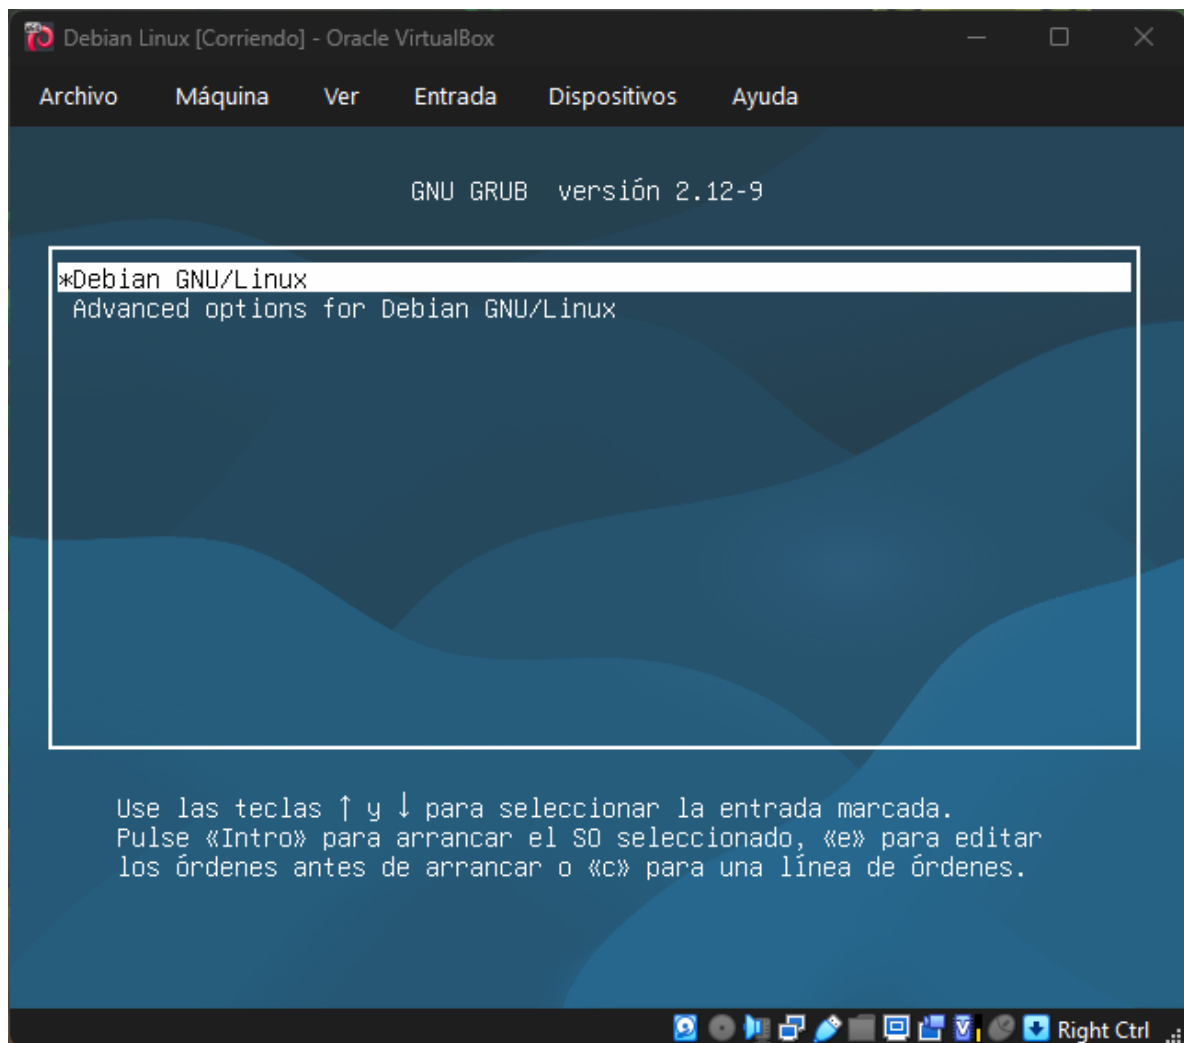 Debian Linux [Corriendo] - Oracle VirtualBox
Archivo Máquina Ver Entrada Dispositivos Ayuda
GNU GRUB versión 2.12-9
*Debian GNU/Linux
Advanced options for Debian GNU/Linux
Use las teclas ↑ y ↓ para seleccionar la entrada marcada.
Pulse «Intro» para arrancar el SO seleccionado, «e» para editar
los órdenes antes de arrancar o «c» para una línea de órdenes.
Right Ctrl